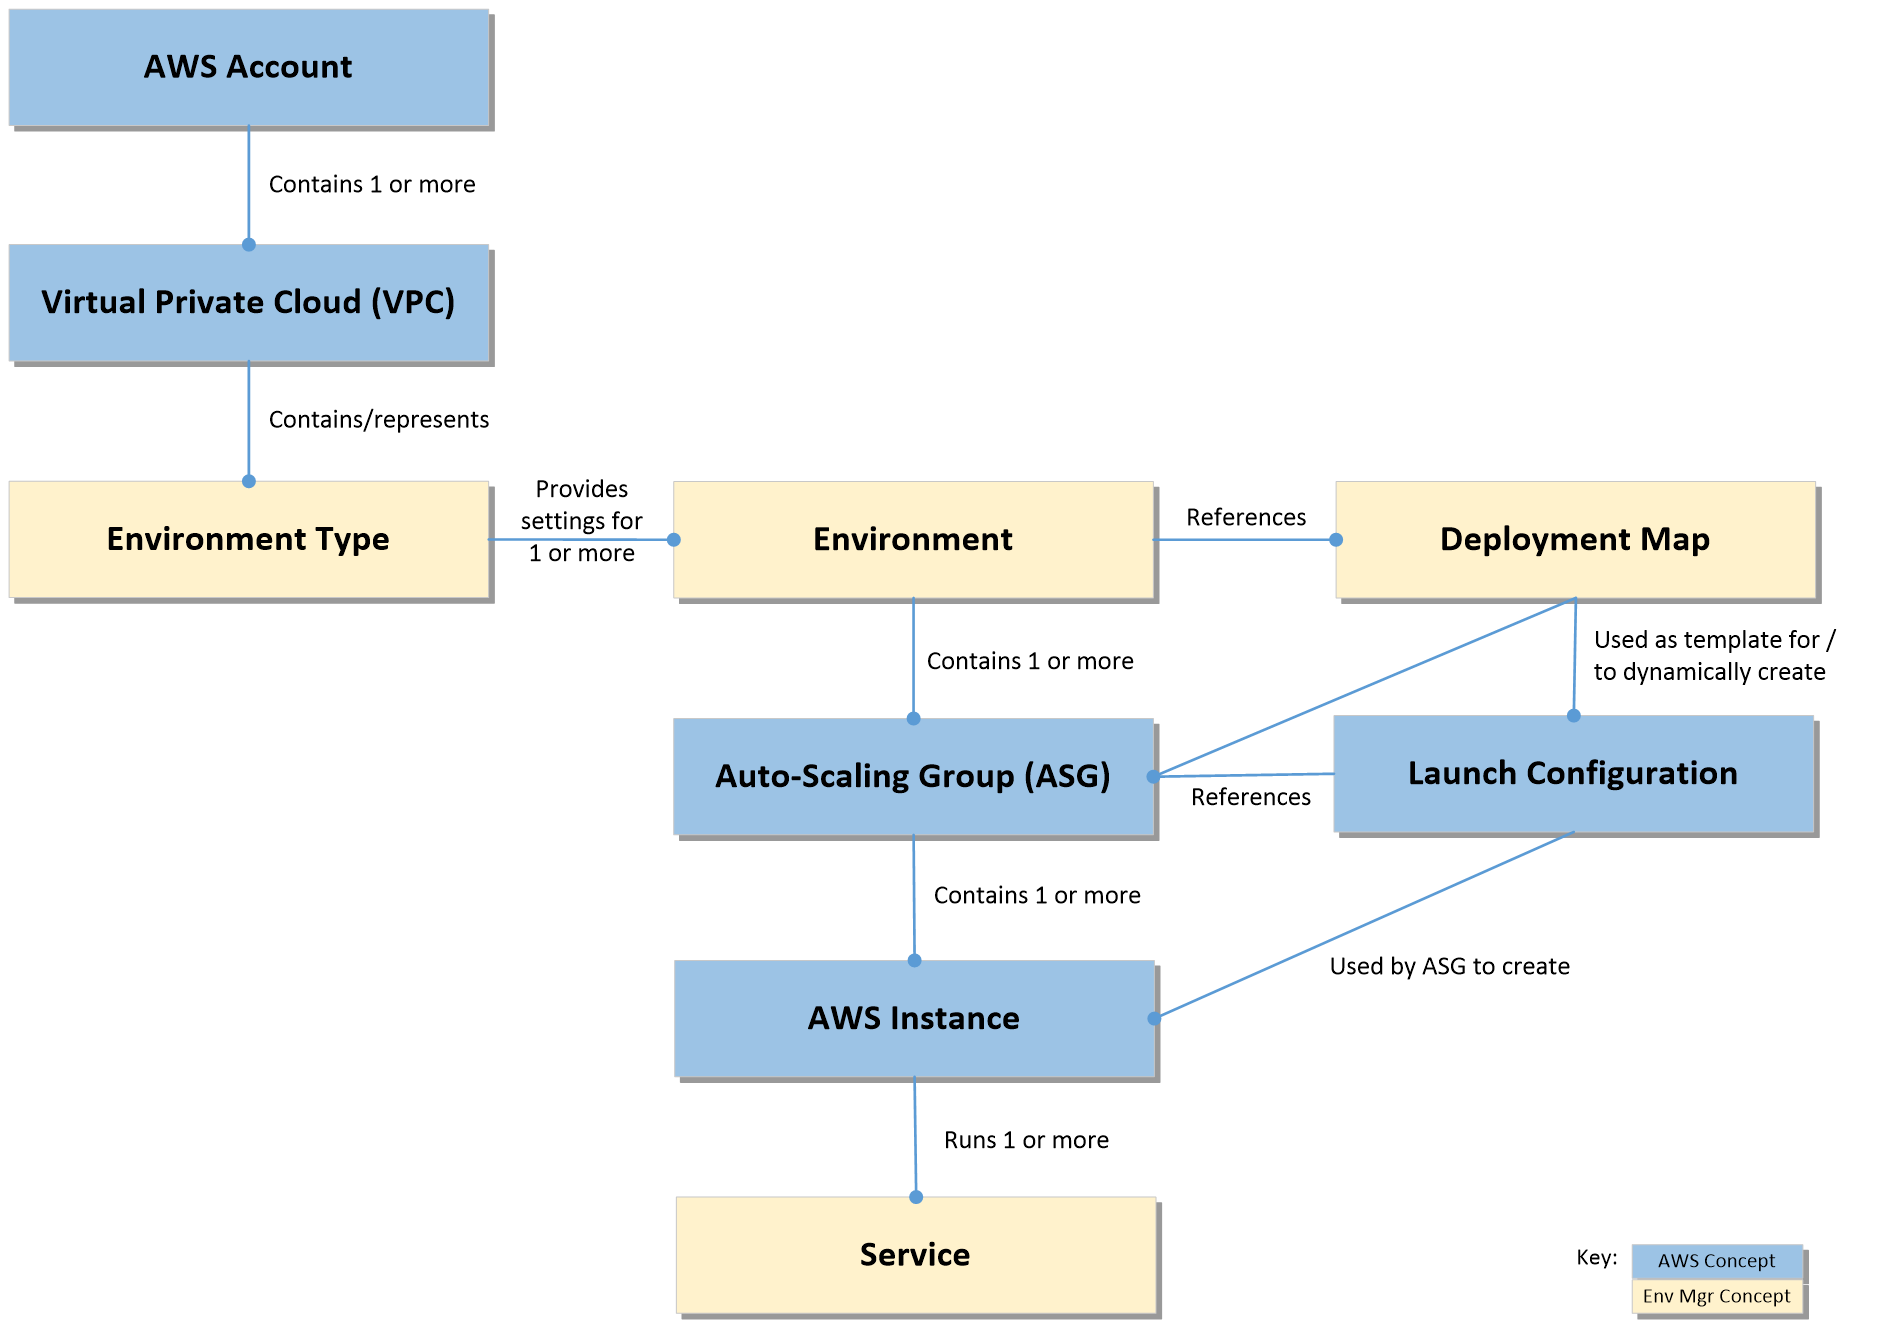 AWS Account
Contains 1 or more
Virtual Private Cloud (VPC)
Contains/represents
Environment Type
Provides
settings for
1 or more
Environment
References
Deployment Map
Contains 1 or more
Used as template for /
to dynamically create
Auto-Scaling Group (ASG)
References
Launch Configuration
Contains 1 or more
Used by ASG to create
AWS Instance
Runs 1 or more
Service
Key:
AWS Concept
Env Mgr Concept